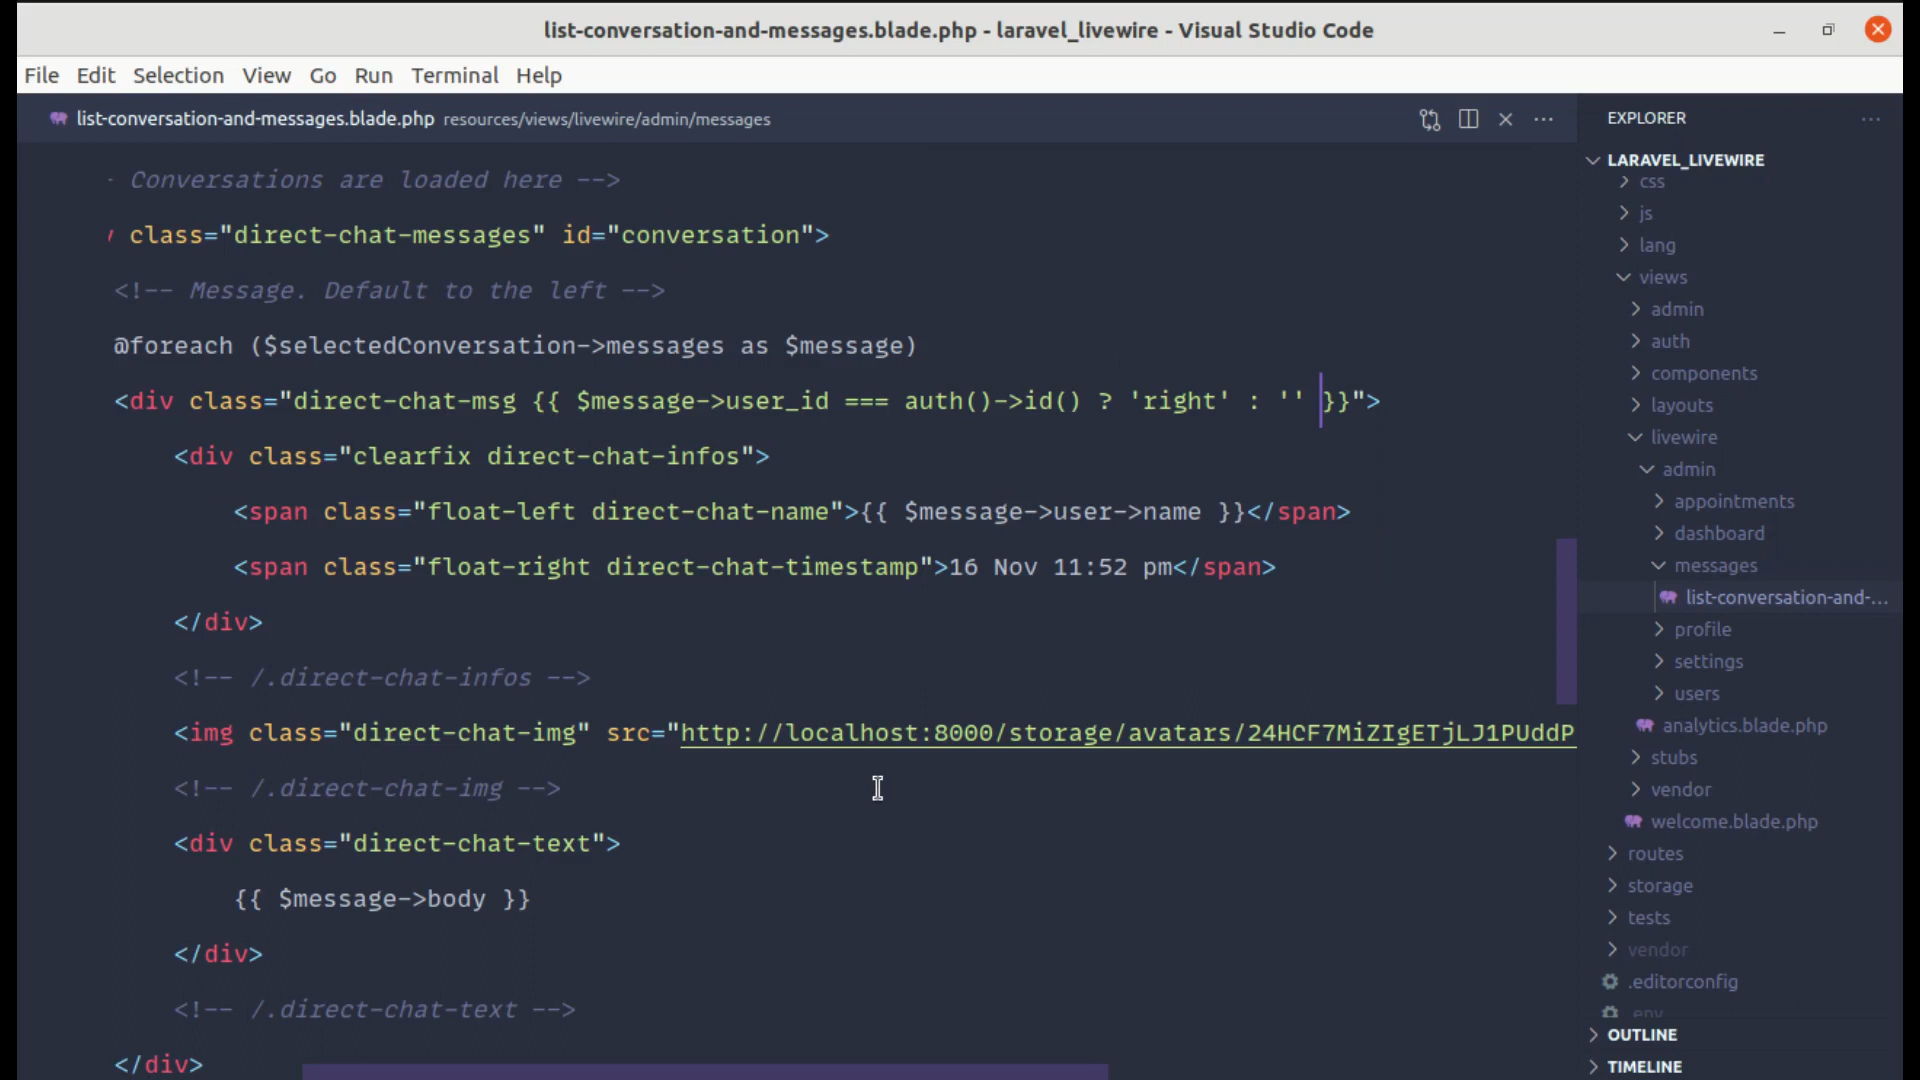 list-conversation-and-messages.blade.php - laravel_livewire - Visual Studio Code
File Edit Selection View Go Run Terminal Help
list-conversation-and-messages.blade.php resources/views/livewire/admin/messages
- Conversations are loaded here -->
class="direct-chat-messages" id="conversation">
<!-- Message. Default to the left -->
@foreach ($selectedConversation->messages as $message)
<div class="direct-chat-msg {{ $message->user_id === auth()->id() ? 'right' : '' }}">
<div class="clearfix direct-chat-infos">
<span class="float-left direct-chat-name">{{ $message->user->name }}</span>
<span class="float-right direct-chat-timestamp">16 Nov 11:52 pm</span>
</div>
<!-- /.direct-chat-infos -->
<img class="direct-chat-img" src="http://localhost:8000/storage/avatars/24HCF7MiZIgETjLJ1PUddP
<!-- /.direct-chat-img -->
<div class="direct-chat-text">
{{ $message->body }}
</div>
<!-- /.direct-chat-text -->
</div>
EXPLORER
LARAVEL_LIVEWIRE
css
js
lang
views
admin
auth
components
layouts
livewire
admin
appointments
dashboard
messages
list-conversation-and-...
profile
settings
users
analytics.blade.php
stubs
vendor
welcome.blade.php
routes
storage
tests
vendor
.editorconfig
.env
OUTLINE
TIMELINE